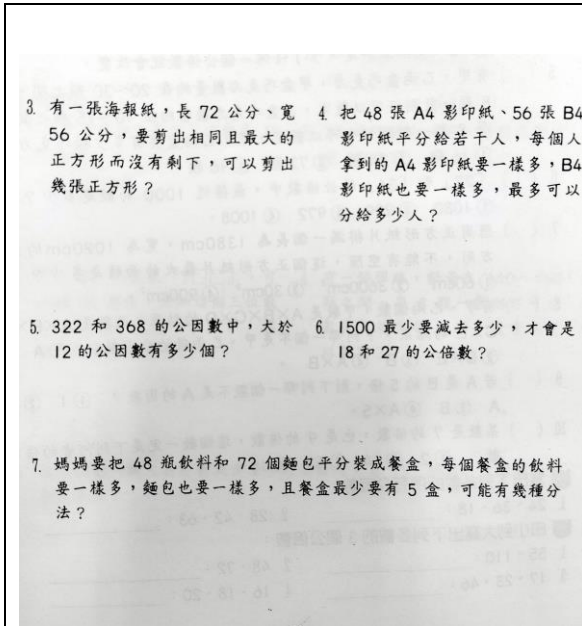 3. 有一張海報紙，長 72 公分、寬
56 公分，要剪出相同且最大的
正方形而沒有剩下，可以剪出
幾張正方形？
4. 把 48 張 A4 影印紙、56 張 B4
影印紙平分給若干人，每個人
拿到的 A4 影印紙要一樣多，B4
影印紙也要一樣多，最多可以
分給多少人？
5. 322 和 368 的公因數中，大於
12 的公因數有多少個？
6. 1500 最少要減去多少，才會是
18 和 27 的公倍數？
7. 媽媽要把 48 瓶飲料和 72 個麵包平分裝成餐盒，每個餐盒的飲料
要一樣多，麵包也要一樣多，且餐盒最少要有 5 盒，可能有幾種分
法？